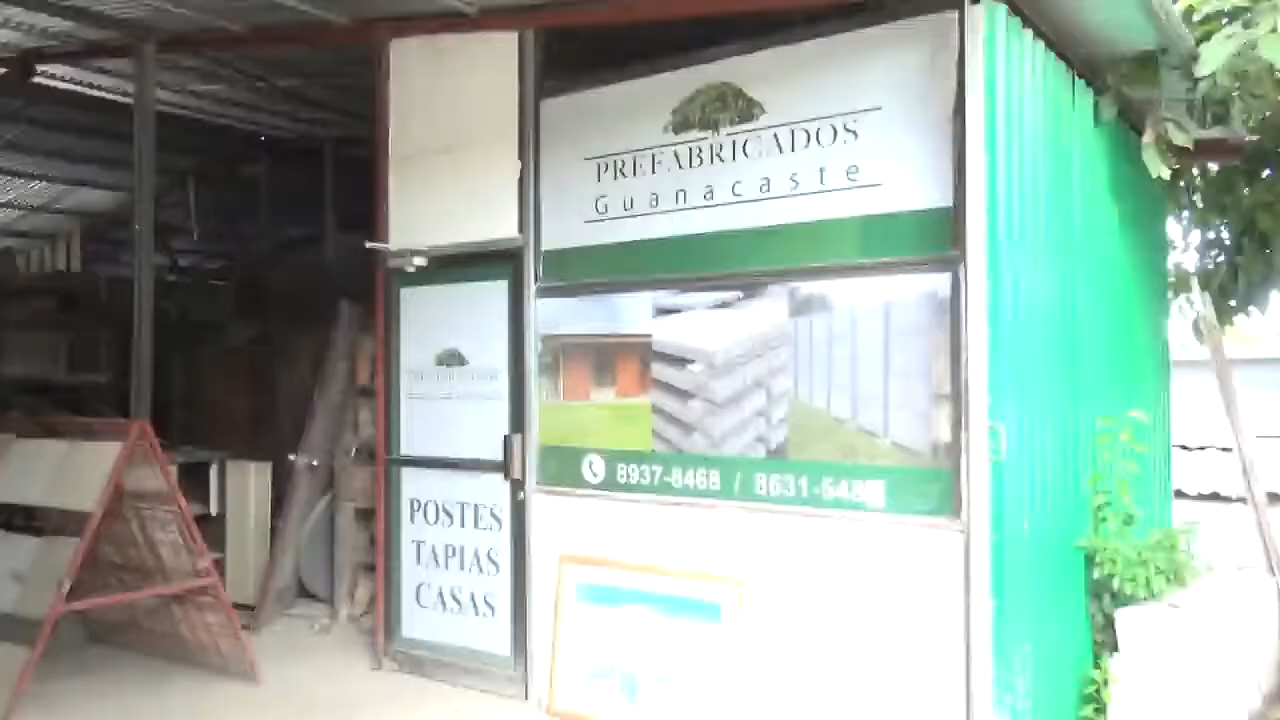 PREFABRICADOS
Guanacaste
8937-8468 /
POSTES
TAPIAS
CASAS